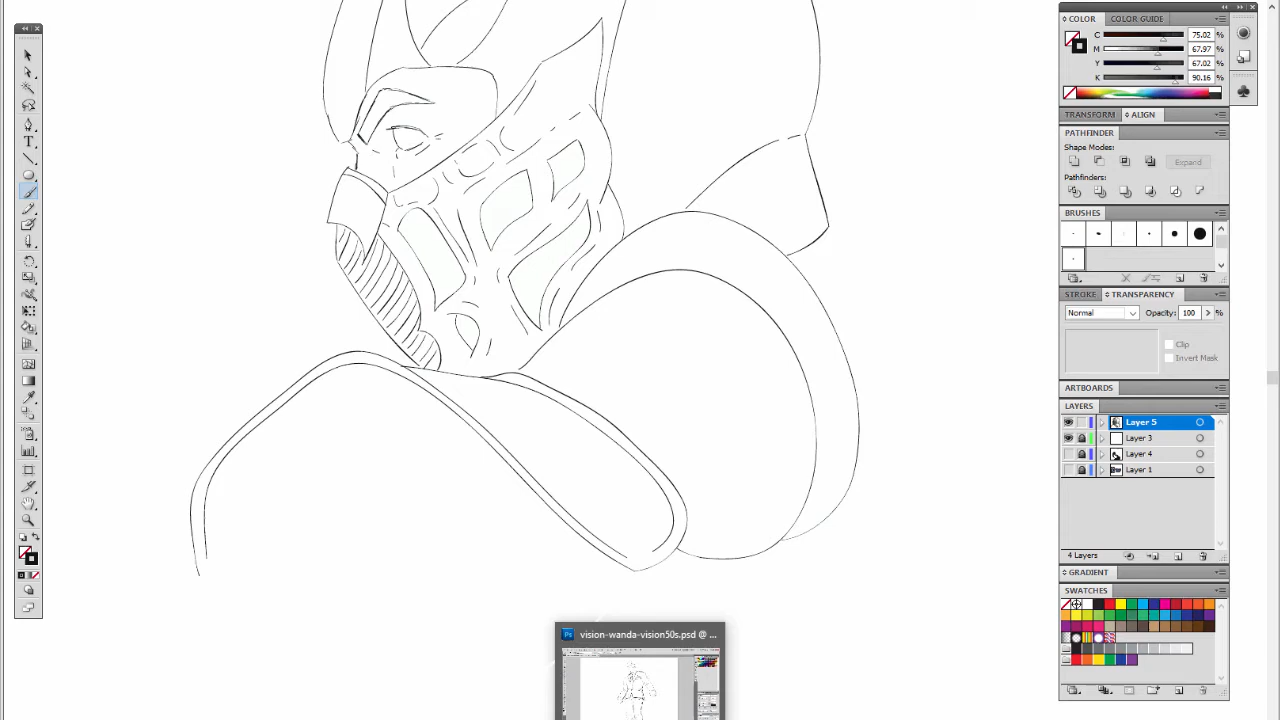 COLOR COLOR GUIDE
C 75.02 %
M 67.97 %
Y 67.02 %
K 90.16 %
TRANSFORM ALIGN
PATHFINDER
Shape Modes:
Expand
Pathfinders:
BRUSHES
STROKE TRANSPARENCY
Normal Opacity: 100 %
Clip
Invert Mask
ARTBOARDS
LAYERS
Layer 5
Layer 3
Layer 4
Layer 1
4 Layers
GRADIENT
SWATCHES
Ps vision-wanda-vision50s.psd @ ...